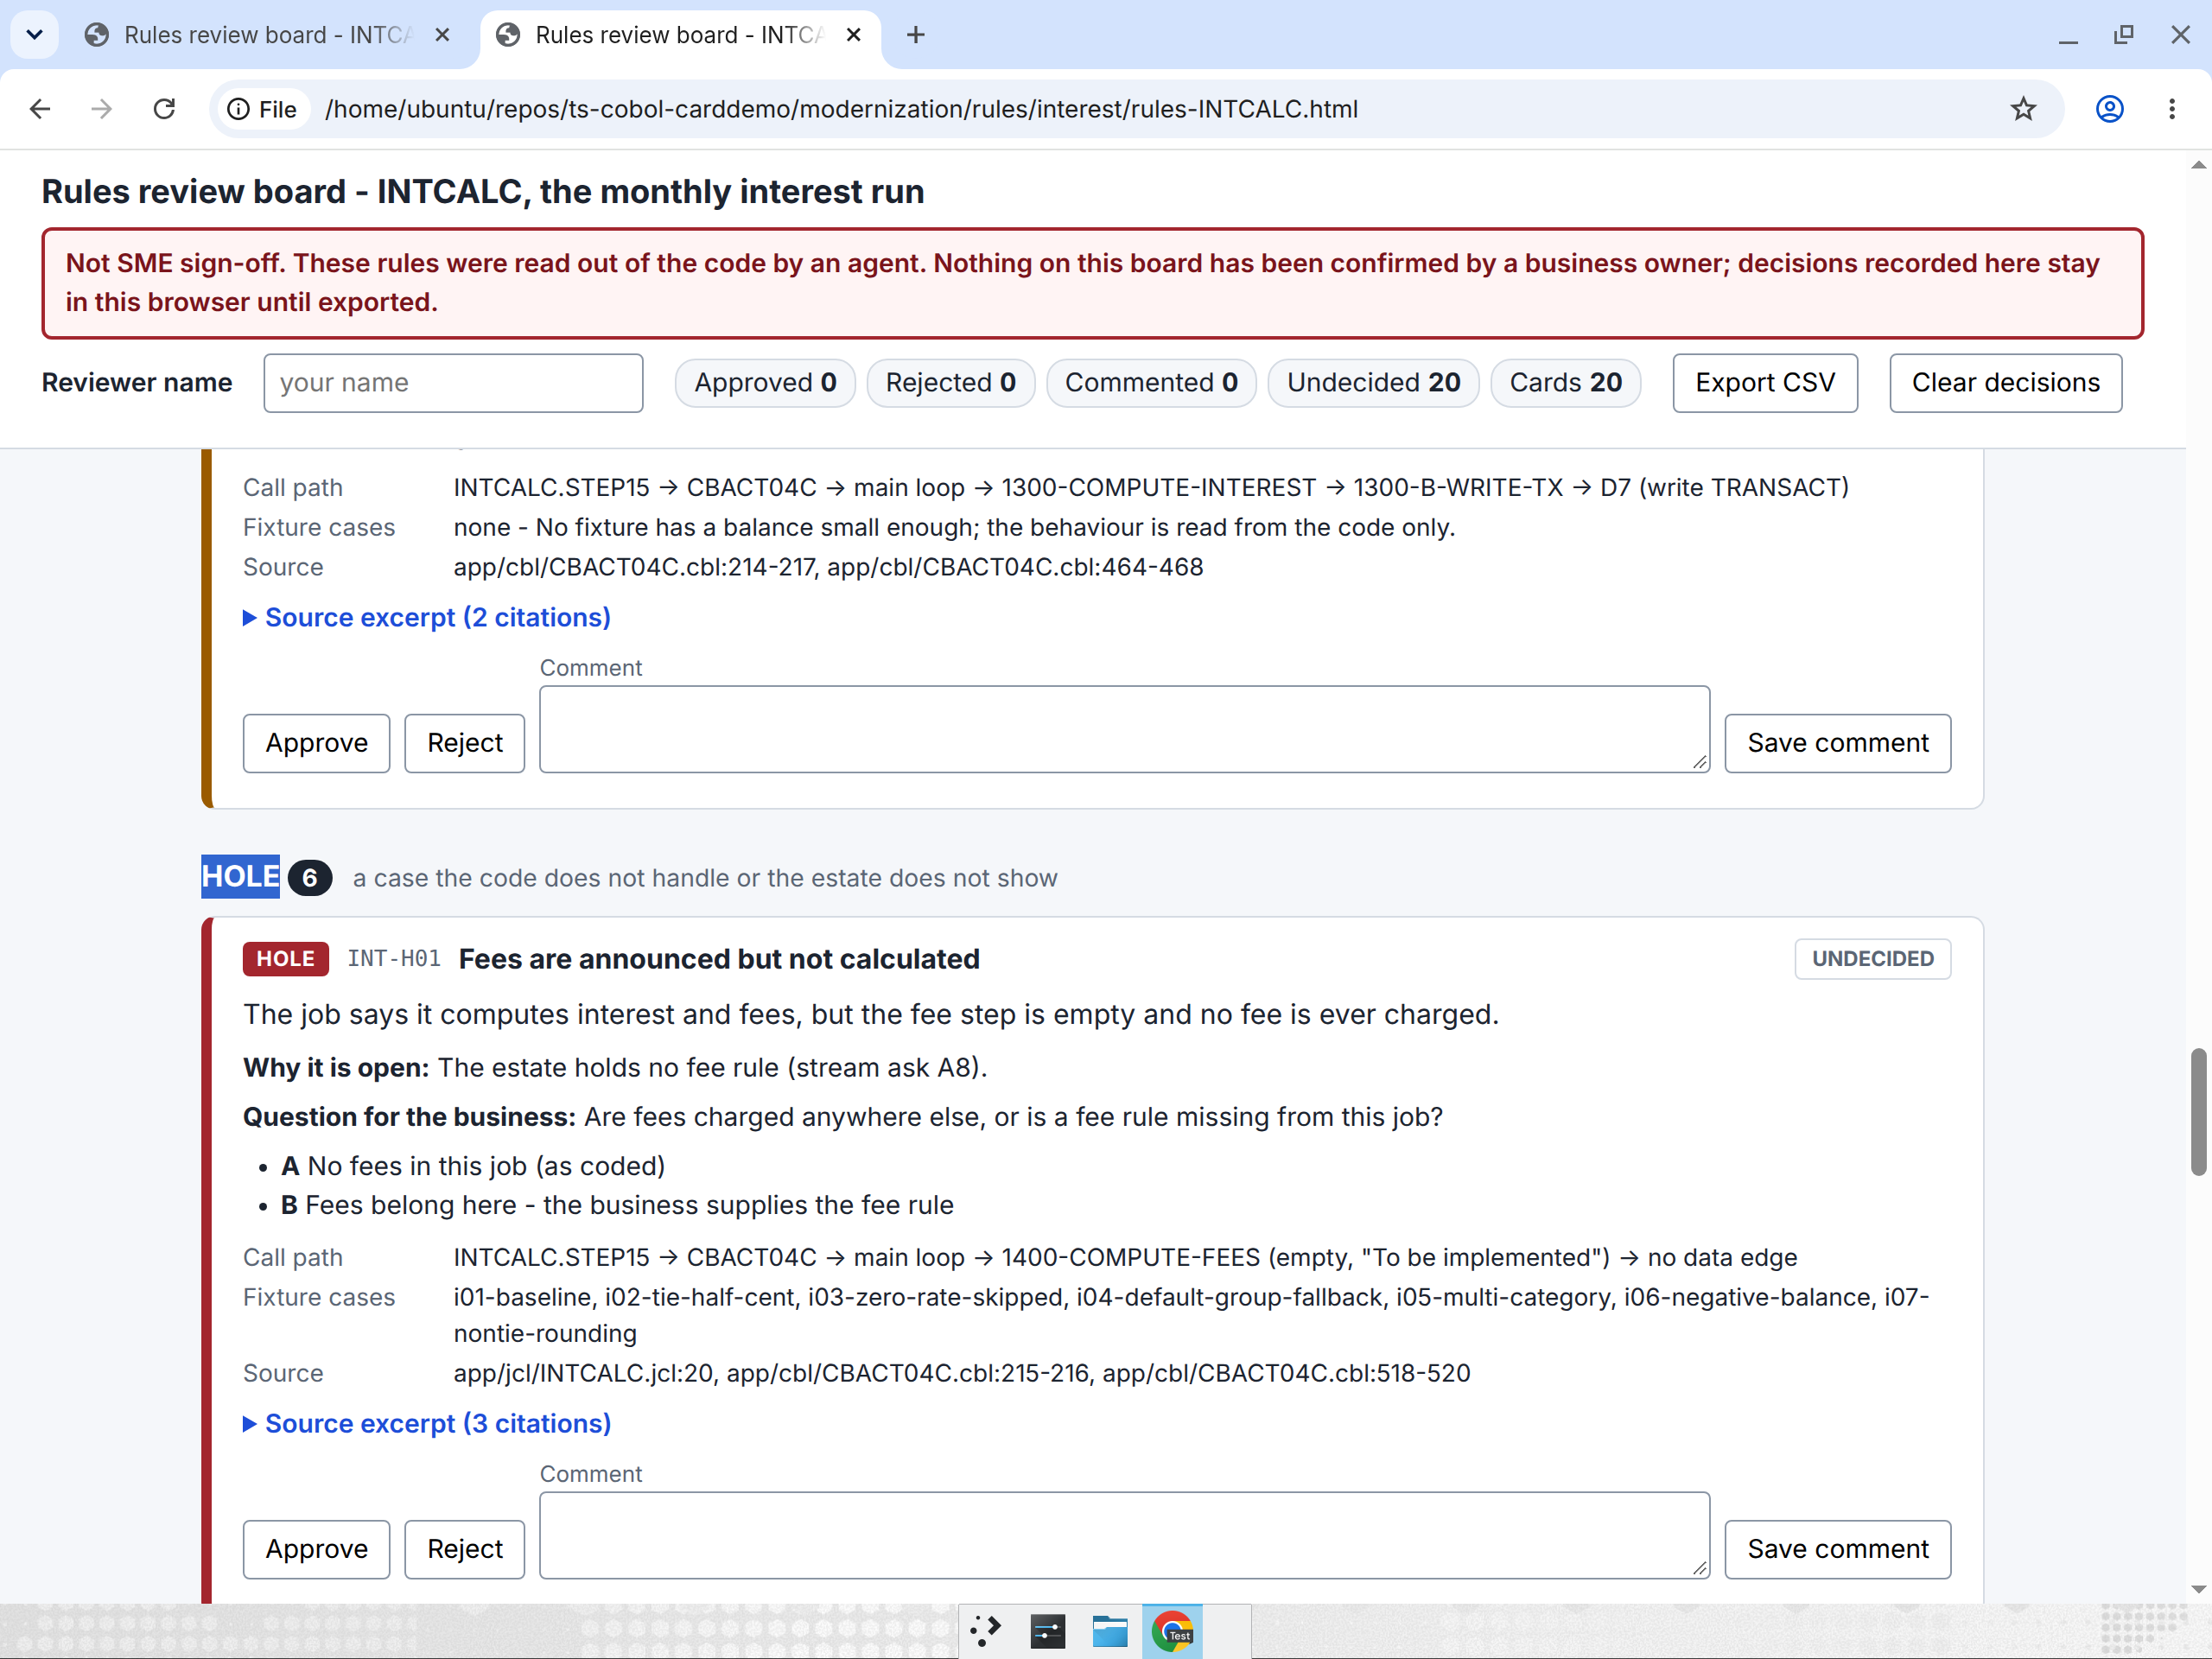 Rules review board - INTCA
Rules review board - INTCA
File
/home/ubuntu/repos/ts-cobol-carddemo/modernization/rules/interest/rules-INTCALC.html
Rules review board - INTCALC, the monthly interest run
Not SME sign-off. These rules were read out of the code by an agent. Nothing on this board has been confirmed by a business owner; decisions recorded here stay
in this browser until exported.
Reviewer name your name Approved 0 Rejected 0 Commented 0 Undecided 20 Cards 20 Export CSV Clear decisions
Call path INTCALC.STEP15 → CBACT04C → main loop → 1300-COMPUTE-INTEREST → 1300-B-WRITE-TX → D7 (write TRANSACT)
Fixture cases none - No fixture has a balance small enough; the behaviour is read from the code only.
Source app/cbl/CBACT04C.cbl:214-217, app/cbl/CBACT04C.cbl:464-468
Source excerpt (2 citations)
Comment
Approve Reject Save comment
HOLE 6 a case the code does not handle or the estate does not show
HOLE INT-H01 Fees are announced but not calculated UNDECIDED
The job says it computes interest and fees, but the fee step is empty and no fee is ever charged.
Why it is open: The estate holds no fee rule (stream ask A8).
Question for the business: Are fees charged anywhere else, or is a fee rule missing from this job?
• A No fees in this job (as coded)
• B Fees belong here - the business supplies the fee rule
Call path INTCALC.STEP15 → CBACT04C → main loop → 1400-COMPUTE-FEES (empty, "To be implemented") → no data edge
Fixture cases i01-baseline, i02-tie-half-cent, i03-zero-rate-skipped, i04-default-group-fallback, i05-multi-category, i06-negative-balance, i07-
nontie-rounding
Source app/jcl/INTCALC.jcl:20, app/cbl/CBACT04C.cbl:215-216, app/cbl/CBACT04C.cbl:518-520
Source excerpt (3 citations)
Comment
Approve Reject Save comment
Test